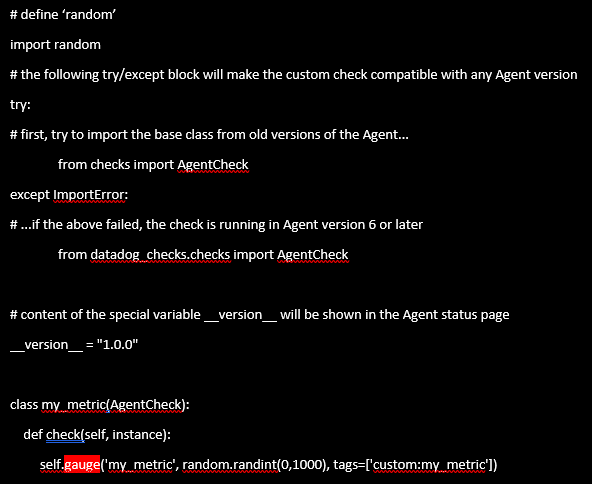 # define ‘random’
import random
# the following try/except block will make the custom check compatible with any Agent version
try:
# first, try to import the base class from old versions of the Agent...
from checks import AgentCheck
except ImportError:
# ...if the above failed, the check is running in Agent version 6 or later
from datadog_checks.checks import AgentCheck
# content of the special variable __version__ will be shown in the Agent status page
__version__ = "1.0.0"
class my_metric(AgentCheck):
def check(self, instance):
self.gauge('my_metric', random.randint(0,1000), tags=['custom:my_metric'])